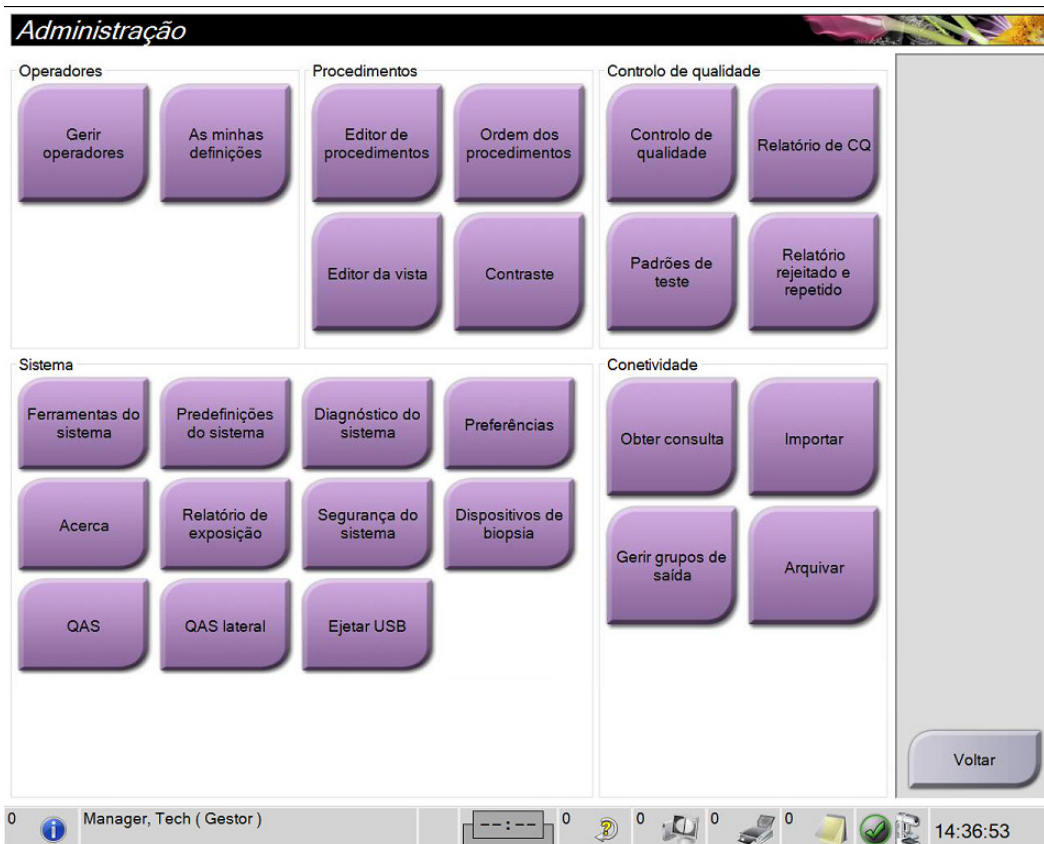 Administração
Operadores
Gerir
operadores
As minhas
definições
Procedimentos
Editor de
procedimentos
Ordem dos
procedimentos
Editor da vista
Contraste
Controlo de qualidade
Controlo de
qualidade
Relatório de CQ
Padrões de
teste
Relatório
rejeitado e
repetido
Sistema
Ferramentas do
sistema
Predefinições
do sistema
Diagnóstico do
sistema
Preferências
Acerca
Relatório de
exposição
Segurança do
sistema
Dispositivos de
biopsia
QAS
QAS lateral
Ejetar USB
Conetividade
Obter consulta
Importar
Gerir grupos de
saída
Arquivar
Voltar
0
Manager, Tech ( Gestor )
--:--
0
0
0
0
14:36:53